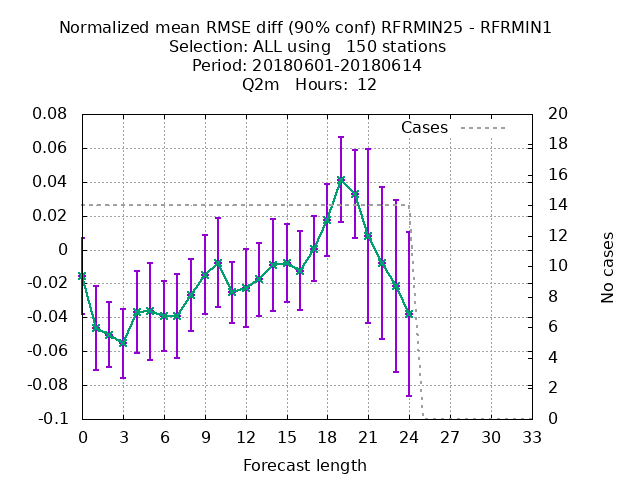 Normalized mean RMSE diff (90% conf) RFRMIN25 - RFRMIN1
Selection: ALL using   150 stations
Period: 20180601-20180614
Q2m   Hours:  12
0.08
0.06
0.04
0.02
0
-0.02
-0.04
-0.06
-0.08
-0.1
Cases
20
18
16
14
12
10
8
6
4
2
0
No cases
0 3 6 9 12 15 18 21 24 27 30 33
Forecast length